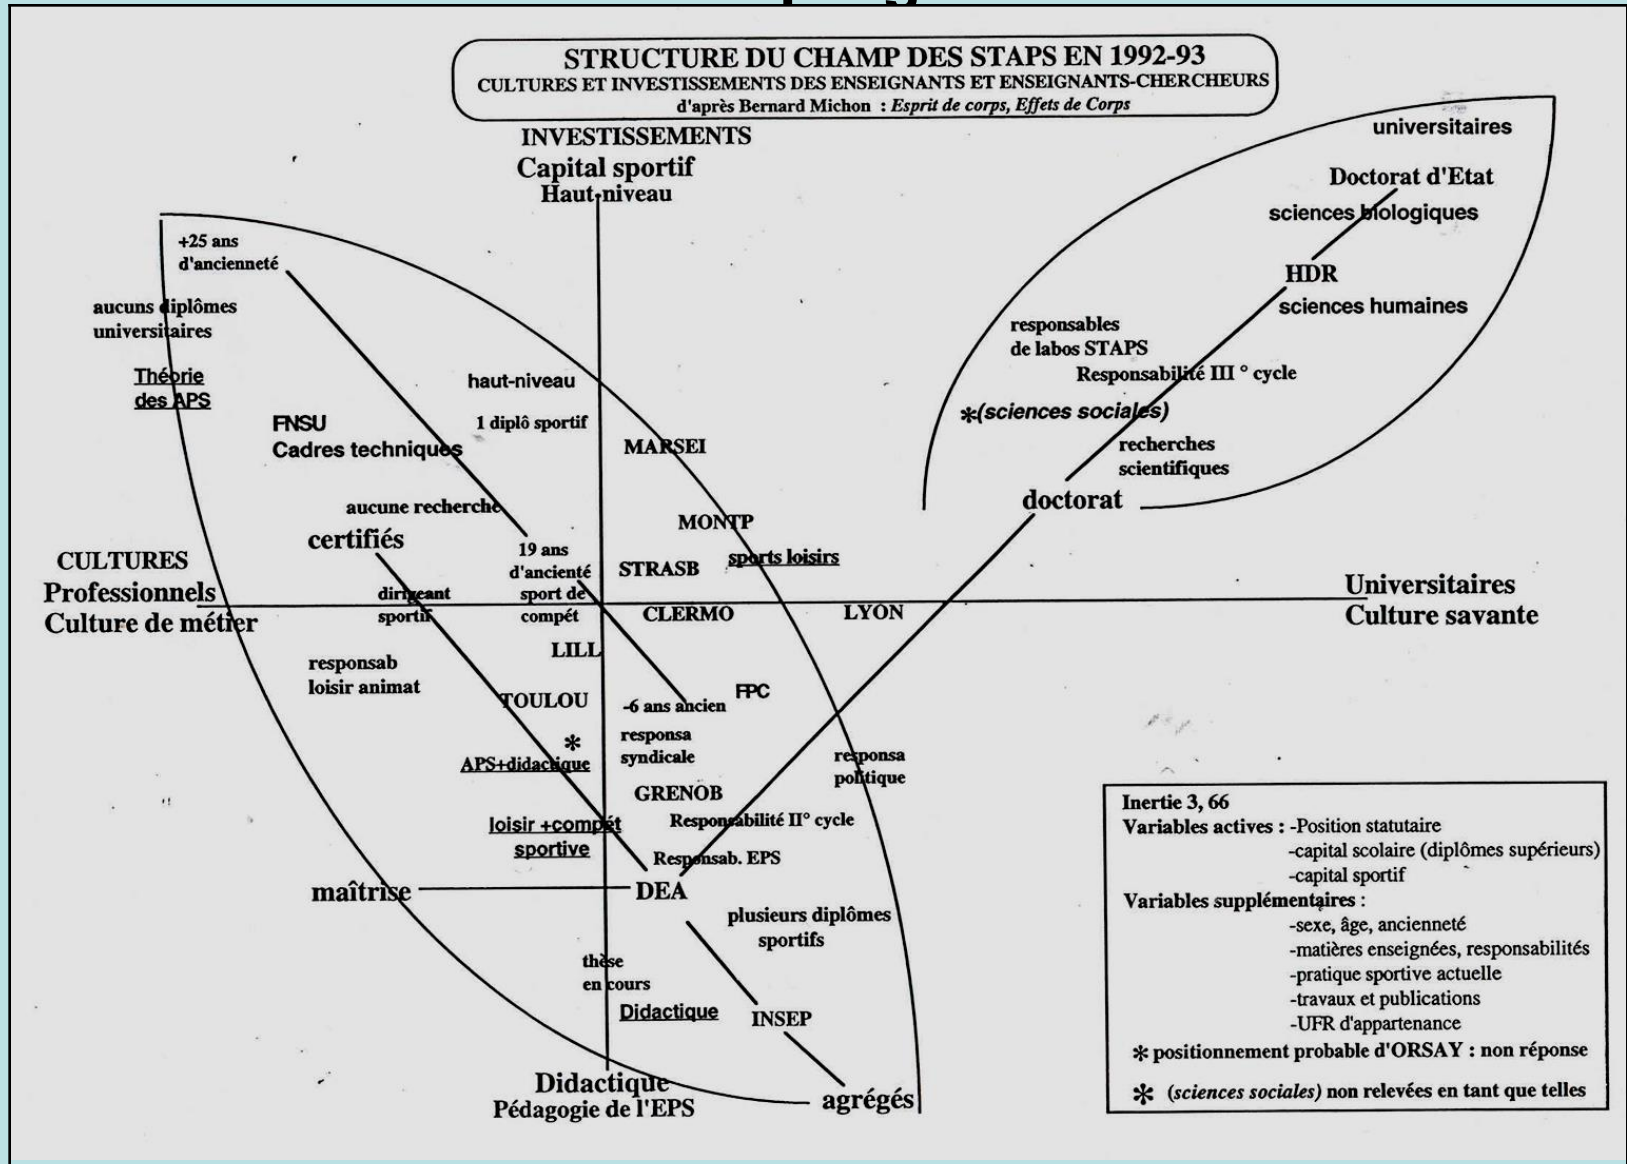 STRUCTURE DU CHAMP DES STAPS EN 1992-93
CULTURES ET INVESTISSEMENTS DES ENSEIGNANTS ET ENSEIGNANTS-CHERCHEURS
d'après Bernard Michon : Esprit de corps, Effets de Corps
INVESTISSEMENTS
Capital sportif
Haut-niveau
universitaires
Doctorat d'Etat
sciences biologiques
HDR
sciences humaines
responsables
de labos STAPS
Responsabilité III ° cycle
*(sciences sociales)
recherches
scientifiques
doctorat
+25 ans
d'ancienneté
aucuns diplômes
universitaires
Théorie
des APS
haut-niveau
1 diplô sportif
FNSU
Cadres techniques
MARSEI
aucune recherche
certifiés
MONTP
19 ans
d'ancienté
sport de
compét
STRASB
sports loisirs
CULTURES
Professionnels
Culture de métier
dirigeant
sportif
CLERMO
LYON
Universitaires
Culture savante
LILL
responsab
loisir animat
TOULOU
-6 ans ancien
FPC
*
APS+didactique
responsa
syndicale
responsa
politique
GRENOB
loisir +compét
sportive
Responsabilité II° cycle
Responsab. EPS
maîtrise
DEA
plusieurs diplômes
sportifs
thèse
en cours
Didactique
INSEP
Didactique
Pédagogie de l'EPS
agrégés
Inertie 3, 66
Variables actives : -Position statutaire
-capital scolaire (diplômes supérieurs)
-capital sportif
Variables supplémentaires :
-sexe, âge, ancienneté
-matières enseignées, responsabilités
-pratique sportive actuelle
-travaux et publications
-UFR d'appartenance
* positionnement probable d'ORSAY : non réponse
* (sciences sociales) non relevées en tant que telles